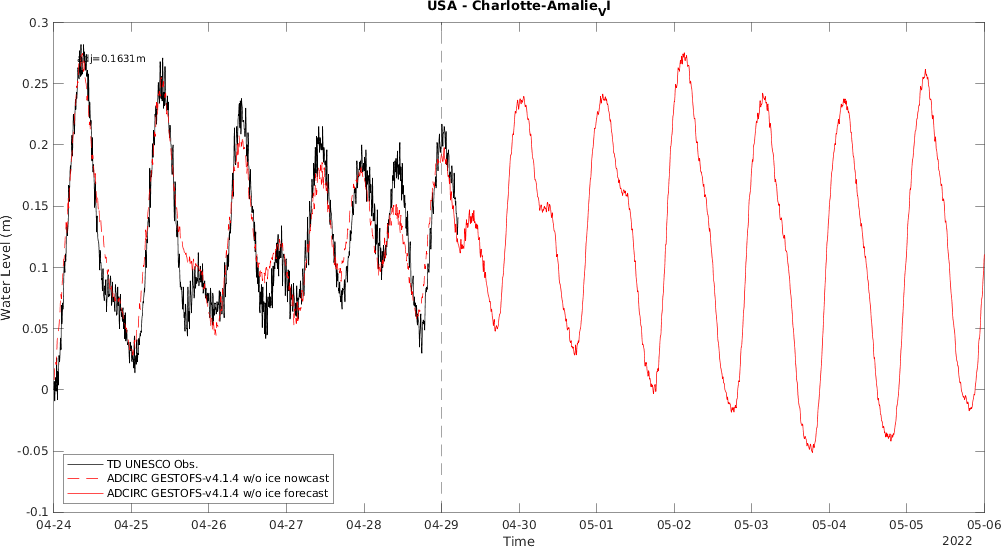 USA - Charlotte-Amalie_VI
=0.1631m
0.3
0.25
0.2
0.15
0.1
0.05
0
-0.05
-0.1
Water Level (m)
TD UNESCO Obs.
ADCIRC GESTOFS-v4.1.4 w/o ice nowcast
ADCIRC GESTOFS-v4.1.4 w/o ice forecast
04-24 04-25 04-26 04-27 04-28 04-29 04-30 05-01 05-02 05-03 05-04 05-05 05-06
Time
2022